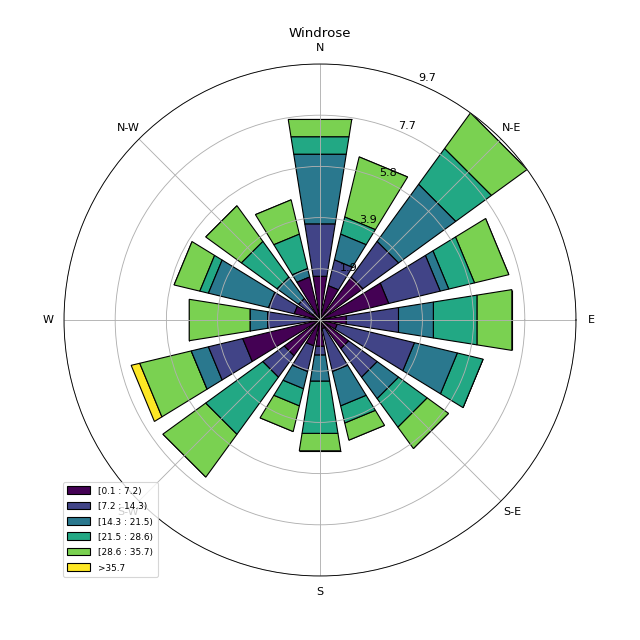 Windrose
N
9.7
N-W
7.7
N-E
5.8
3.9
1.9
W
E
[0.1 : 7.2)
[7.2 : 14.3)
[14.3 : 21.5)
[21.5 : 28.6)
[28.6 : 35.7)
>35.7
S-W
S-E
S